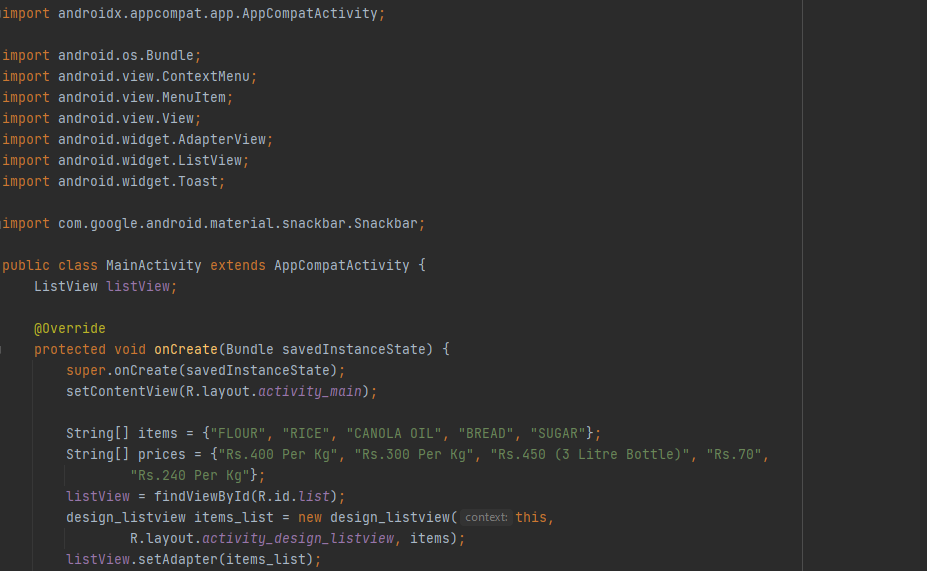 import androidx.appcompat.app.AppCompatActivity;
import android.os.Bundle;
import android.view.ContextMenu;
import android.view.MenuItem;
import android.view.View;
import android.widget.AdapterView;
import android.widget.ListView;
import android.widget.Toast;
import com.google.android.material.snackbar.Snackbar;
public class MainActivity extends AppCompatActivity {
ListView listView;
@Override
protected void onCreate(Bundle savedInstanceState) {
super.onCreate(savedInstanceState);
setContentView(R.layout.activity_main);
String[] items = {"FLOUR", "RICE", "CANOLA OIL", "BREAD", "SUGAR"};
String[] prices = {"Rs.400 Per Kg", "Rs.300 Per Kg", "Rs.450 (3 Litre Bottle)", "Rs.70",
"Rs.240 Per Kg"};
listView = findViewById(R.id.list);
design_listview items_list = new design_listview( context: this,
R.layout.activity_design_listview, items);
listView.setAdapter(items_list);